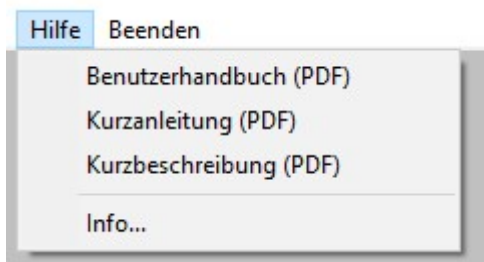 Hilfe Beenden
Benutzerhandbuch (PDF)
Kurzanleitung (PDF)
Kurzbeschreibung (PDF)
Info...